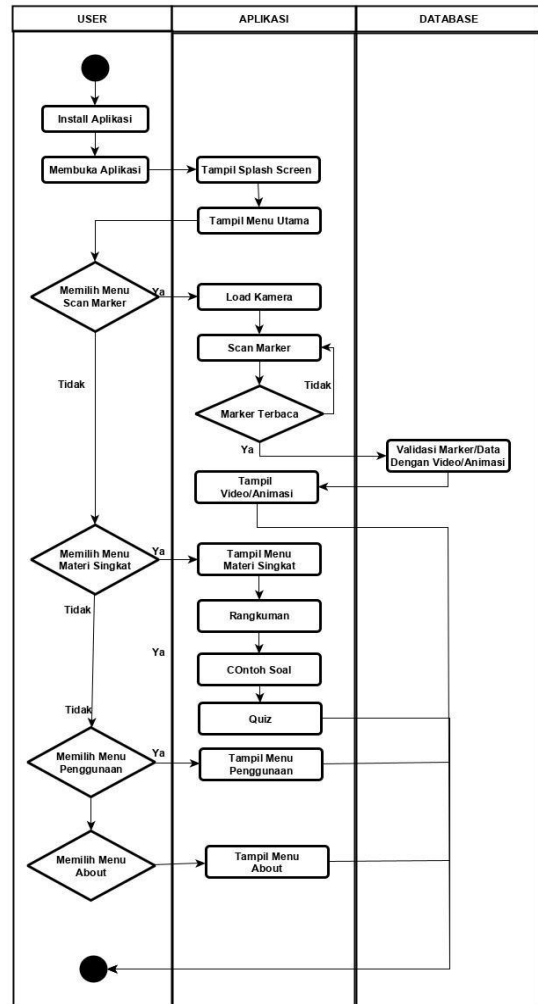 USER
APLIKASI
DATABASE
Install Aplikasi
Membuka Aplikasi
Tampil Splash Screen
Tampil Menu Utama
Memilih Menu
Scan Marker
Ya
Load Kamera
Scan Marker
Tidak
Tidak
Marker Terbaca
Ya
Validasi Marker/Data
Dengan Video/Animasi
Tampil
Video/Animasi
Memilih Menu
Materi Singkat
Ya
Tampil Menu
Materi Singkat
Tidak
Rangkuman
Ya
COntoh Soal
Tidak
Quiz
Memilih Menu
Penggunaan
Ya
Tampil Menu
Penggunaan
Memilih Menu
About
Tampil Menu
About